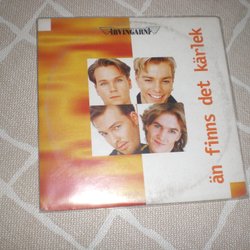 ARVINGARNA
än finns det kärlek